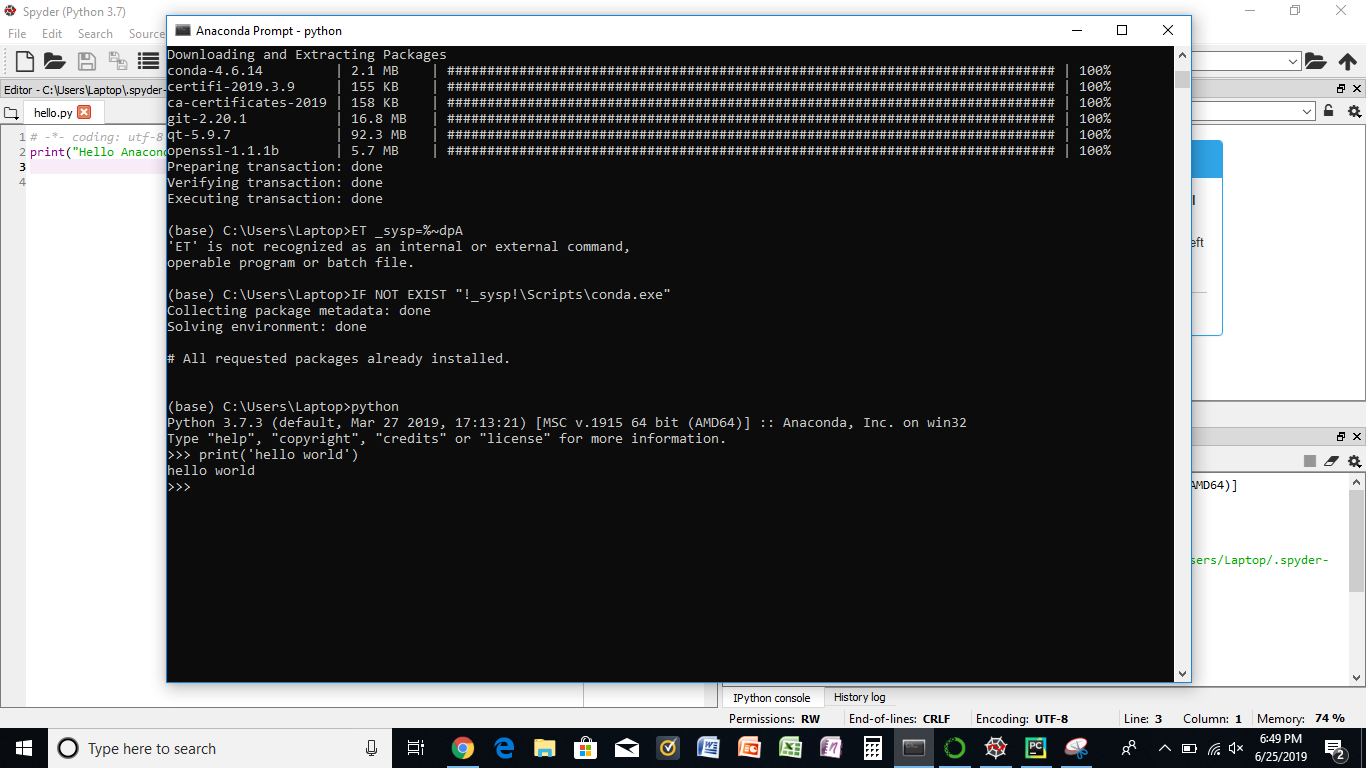 Spyder (Python 3.7)
File Edit Search Source
Editor - C:\Users\Laptop\.spyder-
hello.py
1 # -*- coding: utf-8
2 print("Hello Anacond
3
4
Anaconda Prompt - python
Downloading and Extracting Packages
conda-4.6.14 | 2.1 MB | ############################################################################ | 100%
certifi-2019.3.9 | 155 KB | ############################################################################ | 100%
ca-certificates-2019 | 158 KB | ############################################################################ | 100%
git-2.20.1 | 16.8 MB | ############################################################################ | 100%
qt-5.9.7 | 92.3 MB | ############################################################################ | 100%
openssl-1.1.1b | 5.7 MB | ############################################################################ | 100%
Preparing transaction: done
Verifying transaction: done
Executing transaction: done
(base) C:\Users\Laptop>ET _sysp=%~dpA
'ET' is not recognized as an internal or external command,
operable program or batch file.
(base) C:\Users\Laptop>IF NOT EXIST "!_sysp!\Scripts\conda.exe"
Collecting package metadata: done
Solving environment: done
# All requested packages already installed.
(base) C:\Users\Laptop>python
Python 3.7.3 (default, Mar 27 2019, 17:13:21) [MSC v.1915 64 bit (AMD64)] :: Anaconda, Inc. on win32
Type "help", "copyright", "credits" or "license" for more information.
>>> print('hello world')
hello world
>>>
eft
AMD64)]
sers/Laptop/.spyder-
IPython console History log
Permissions: RW End-of-lines: CRLF Encoding: UTF-8 Line: 3 Column: 1 Memory: 74 %
Type here to search
PC
6:49 PM
6/25/2019
2